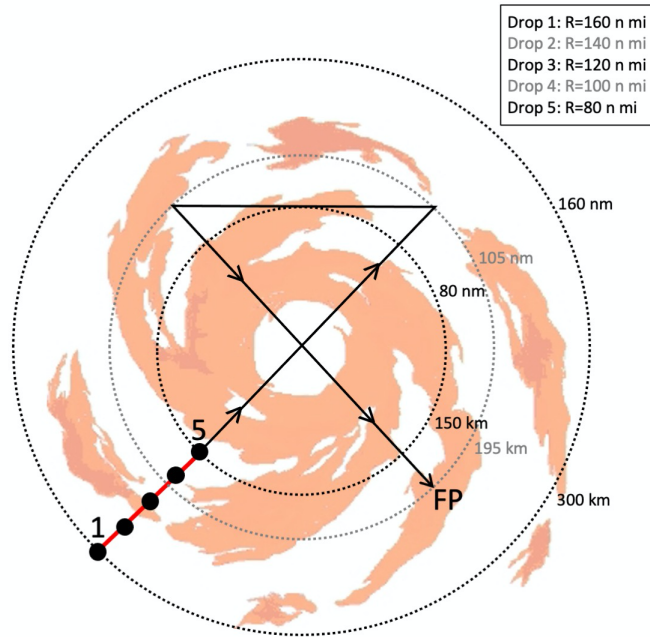 Drop 1: R=160 n mi
Drop 2: R=140 n mi
Drop 3: R=120 n mi
Drop 4: R=100 n mi
Drop 5: R=80 n mi
160 nm
105 nm
80 nm
150 km
5
195 km
FP
300 km
1